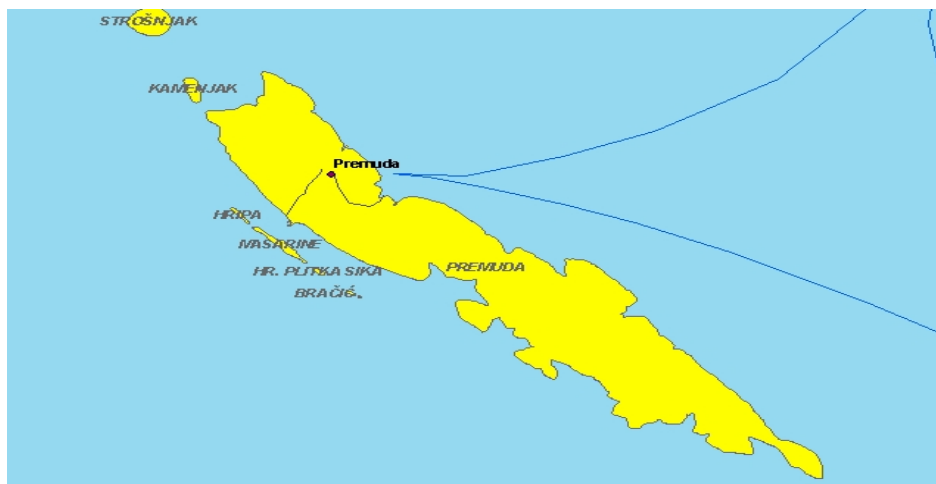 STROŠNJAK
KAMENJAK
Premuda
HRIPA
MASARINE
PREMUDA
HR. PLITKA SIKA
BRAČIĆ